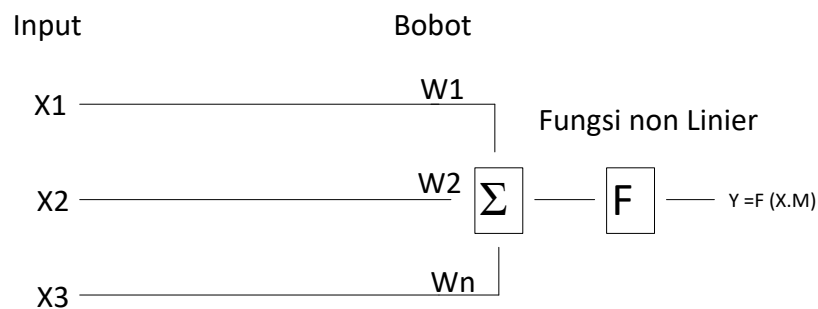 Input Bobot
X1 W1
Fungsi non Linier
X2 W2 Σ F Y =F (X.M)
X3 Wn